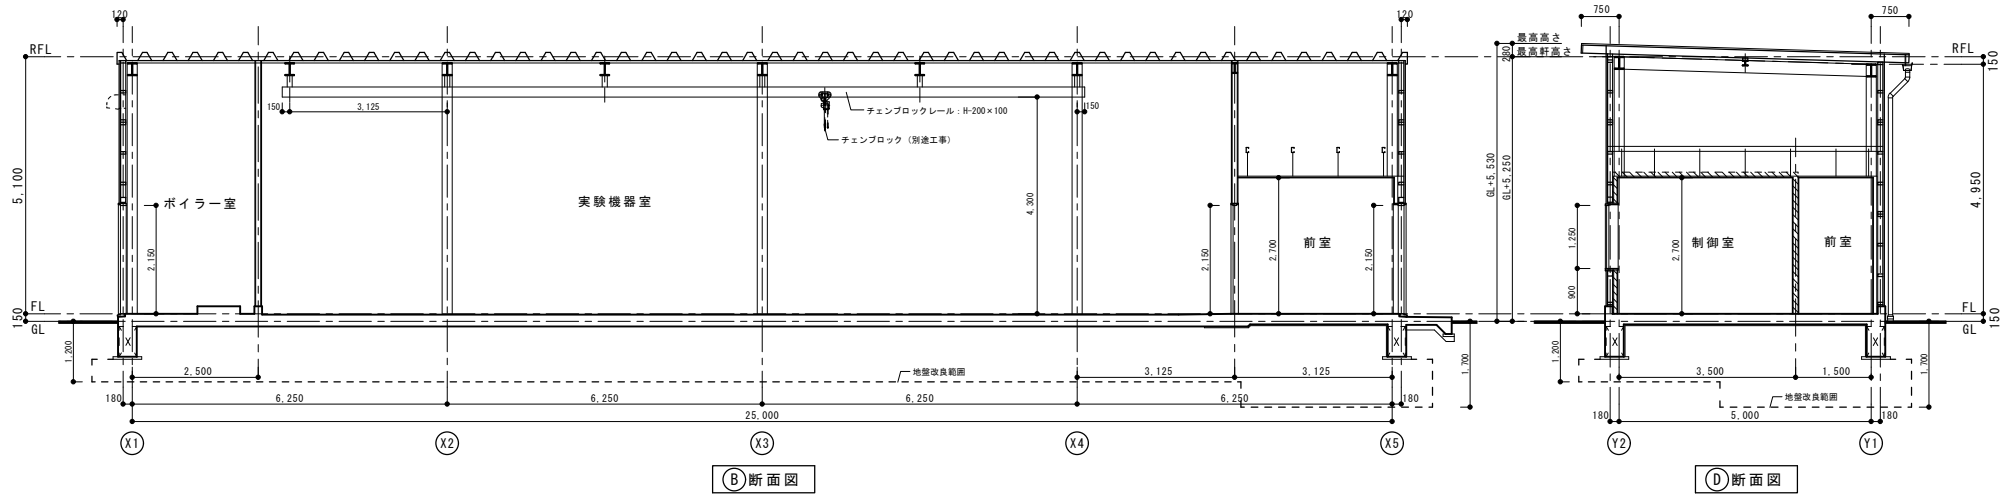 120
120
750
750
RFL
最高高さ
最高軒高さ
280
RFL
150
150
3,125
チェンブロックレール：H-200×100
150
チェンブロック（別途工事）
5,100
ボイラー室
実験機器室
4,300
2,150
2,150
2,700
前室
2,150
GL+5,530
GL+5,250
1,250
900
制御室
2,700
前室
4,950
FL
150
GL
FL
150
GL
1,200
1,700
1,200
1,700
2,500
地盤改良範囲
3,125
3,125
3,500
1,500
地盤改良範囲
180
6,250
6,250
6,250
6,250
180
25,000
180
5,000
180
X1
X2
X3
X4
X5
Y2
Y1
B断面図
D断面図